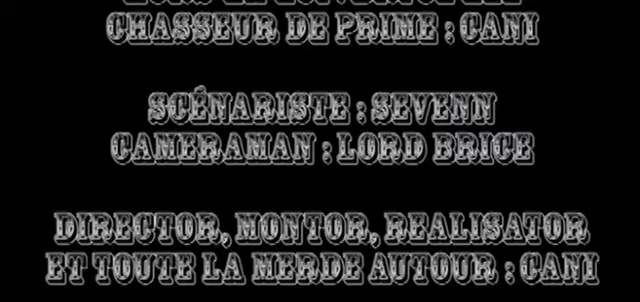 CHASSEUR DE PRIME : CANI
SCÉNARISTE : SEVENN
CAMERAMAN : LORD BRICE
DIRECTOR, MONTOR, REALISATOR
ET TOUTE LA MERDE AUTOUR : CANI